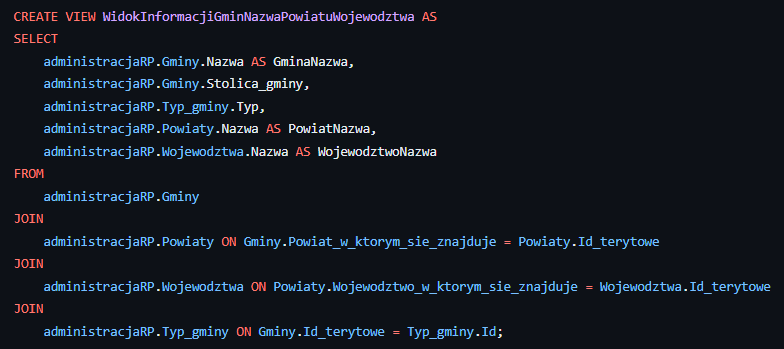 CREATE VIEW WidokInformacjiGminNazwaPowiatuWojewodztwa AS
SELECT
    administracjaRP.Gminy.Nazwa AS GminaNazwa,
    administracjaRP.Gminy.Stolica_gminy,
    administracjaRP.Typ_gminy.Typ,
    administracjaRP.Powiaty.Nazwa AS PowiatNazwa,
    administracjaRP.Wojewodztwa.Nazwa AS WojewodztwoNazwa
FROM
    administracjaRP.Gminy
JOIN
    administracjaRP.Powiaty ON Gminy.Powiat_w_ktorym_sie_znajduje = Powiaty.Id_terytowe
JOIN
    administracjaRP.Wojewodztwa ON Powiaty.Wojewodztwo_w_ktorym_sie_znajduje = Wojewodztwa.Id_terytowe
JOIN
    administracjaRP.Typ_gminy ON Gminy.Id_terytowe = Typ_gminy.Id;